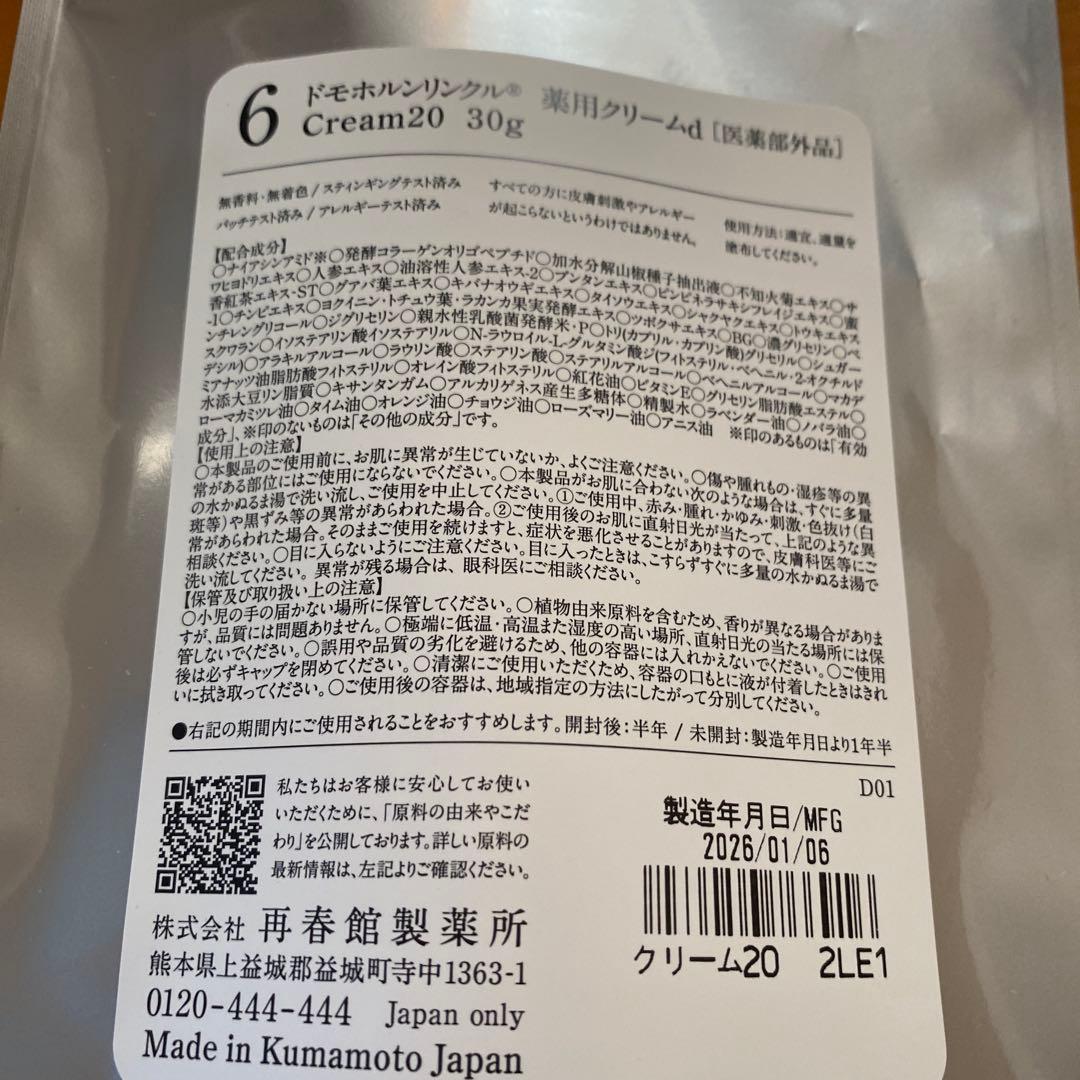 6
ドモホルンリンクル® 薬用クリームd［医薬部外品］
Cream20 30g
無香料・無着色 / スティンギングテスト済み
パッチテスト済み / アレルギーテスト済み
すべての方に皮膚刺激やアレルギー
が起こらないというわけではありません。
使用方法：適宜、適量を
塗布してください。
【配合成分】
○ナイアシンアミド※○発酵コラーゲンオリゴペプチド○加水分解山椒種子抽出液○不知火菊エキス○サ
ワヒヨドリエキス○人参エキス○油溶性人参エキス-2○ブンタンエキス○ピンピネラサキシフレイジエキス○蜜
香紅茶エキス・ST○グアバ葉エキス○キバナオウギエキス○タイソウエキス○シャクヤクエキス○トウキエキス
-1○チンピエキス○ヨクイニン・トチュウ葉・ラカンカ果実発酵エキス○ツボクサエキス○BG○濃グリセリン○ペ
ンチレングリコール○ジグリセリン○親水性乳酸菌発酵米・P○トリ(カプリル・カプリン酸)グリセリル○シュガー
スクワラン○イソステアリン酸イソステアリル○N-ラウロイル-L-グルタミン酸ジ(フイトステリル・ベヘニル・2-オクチルド
デシル)○アラキルアルコール○ラウリン酸○ステアリン酸○ステアリルアルコール○ベヘニルアルコール○マカデ
ミアナッツ油脂肪酸フイトステリル○オレイン酸フイトステリル○紅花油○ビタミンE○グリセリン脂肪酸エステル○
水添大豆リン脂質○キサンタンガム○アルカリゲネス産生多糖体○精製水○ラベンダー油○ノバラ油○
ローマカミツレ油○タイム油○オレンジ油○チョウジ油○ローズマリー油○アニス油 ※印のあるものは「有効
成分」、※印のないものは「その他の成分」です。
【使用上の注意】
○本製品のご使用前に、お肌に異常が生じていないか、よくご注意ください。○傷や腫れもの・湿疹等の異
常がある部位にはご使用にならないでください。○本製品がお肌に合わない次のような場合は、すぐに多量
の水かぬるま湯で洗い流し、ご使用を中止してください。①ご使用中、赤み・腫れ・かゆみ・刺激・色抜け(白
斑等)や黒ずみ等の異常があらわれた場合。②ご使用後のお肌に直射日光が当たって、上記のような異
常があらわれた場合。そのままご使用を続けますと、症状を悪化させることがありますので、皮膚科医等にご
相談ください。○目に入らないようにご注意ください。目に入ったときは、こすらずすぐに多量の水かぬるま湯で
洗い流してください。異常が残る場合は、眼科医にご相談ください。
【保管及び取り扱い上の注意】
○小児の手の届かない場所に保管してください。○植物由来原料を含むため、香りが異なる場合がありま
すが、品質には問題ありません。○極端に低温・高温また湿度の高い場所、直射日光の当たる場所には保
管しないでください。○誤用や品質の劣化を避けるため、他の容器には入れかえないでください。○ご使用
後は必ずキャップを閉めてください。○清潔にご使用いただくため、容器の口もとに液が付着したときはきれ
いに拭き取ってください。○ご使用後の容器は、地域指定の方法にしたがって分別してください。
●右記の期間内にご使用されることをおすすめします。開封後：半年 / 未開封：製造年月日より1年半
D01
私たちはお客様に安心してお使い
いただくために、「原料の由来やこだ
わり」を公開しております。詳しい原料の
最新情報は、左記よりご確認ください。
製造年月日/MFG
2026/01/06
クリーム20 2LE1
株式会社 再春館製薬所
熊本県上益城郡益城町寺中1363-1
0120-444-444 Japan only
Made in Kumamoto Japan